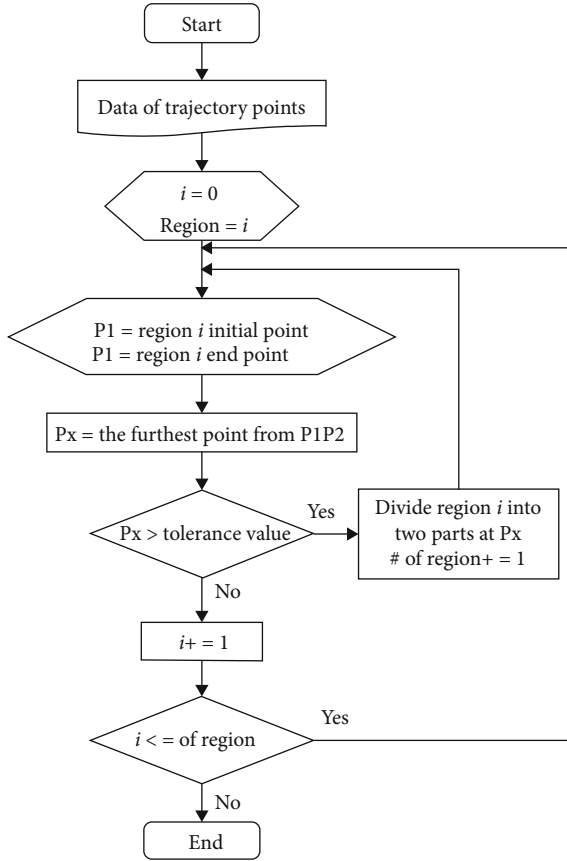 Start
Data of trajectory points
i = 0
Region = i
P1 = region i initial point
P1 = region i end point
Px = the furthest point from P1P2
Px > tolerance value
Yes
Divide region i into
two parts at Px
# of region+ = 1
No
i+ = 1
i < = of region
Yes
No
End